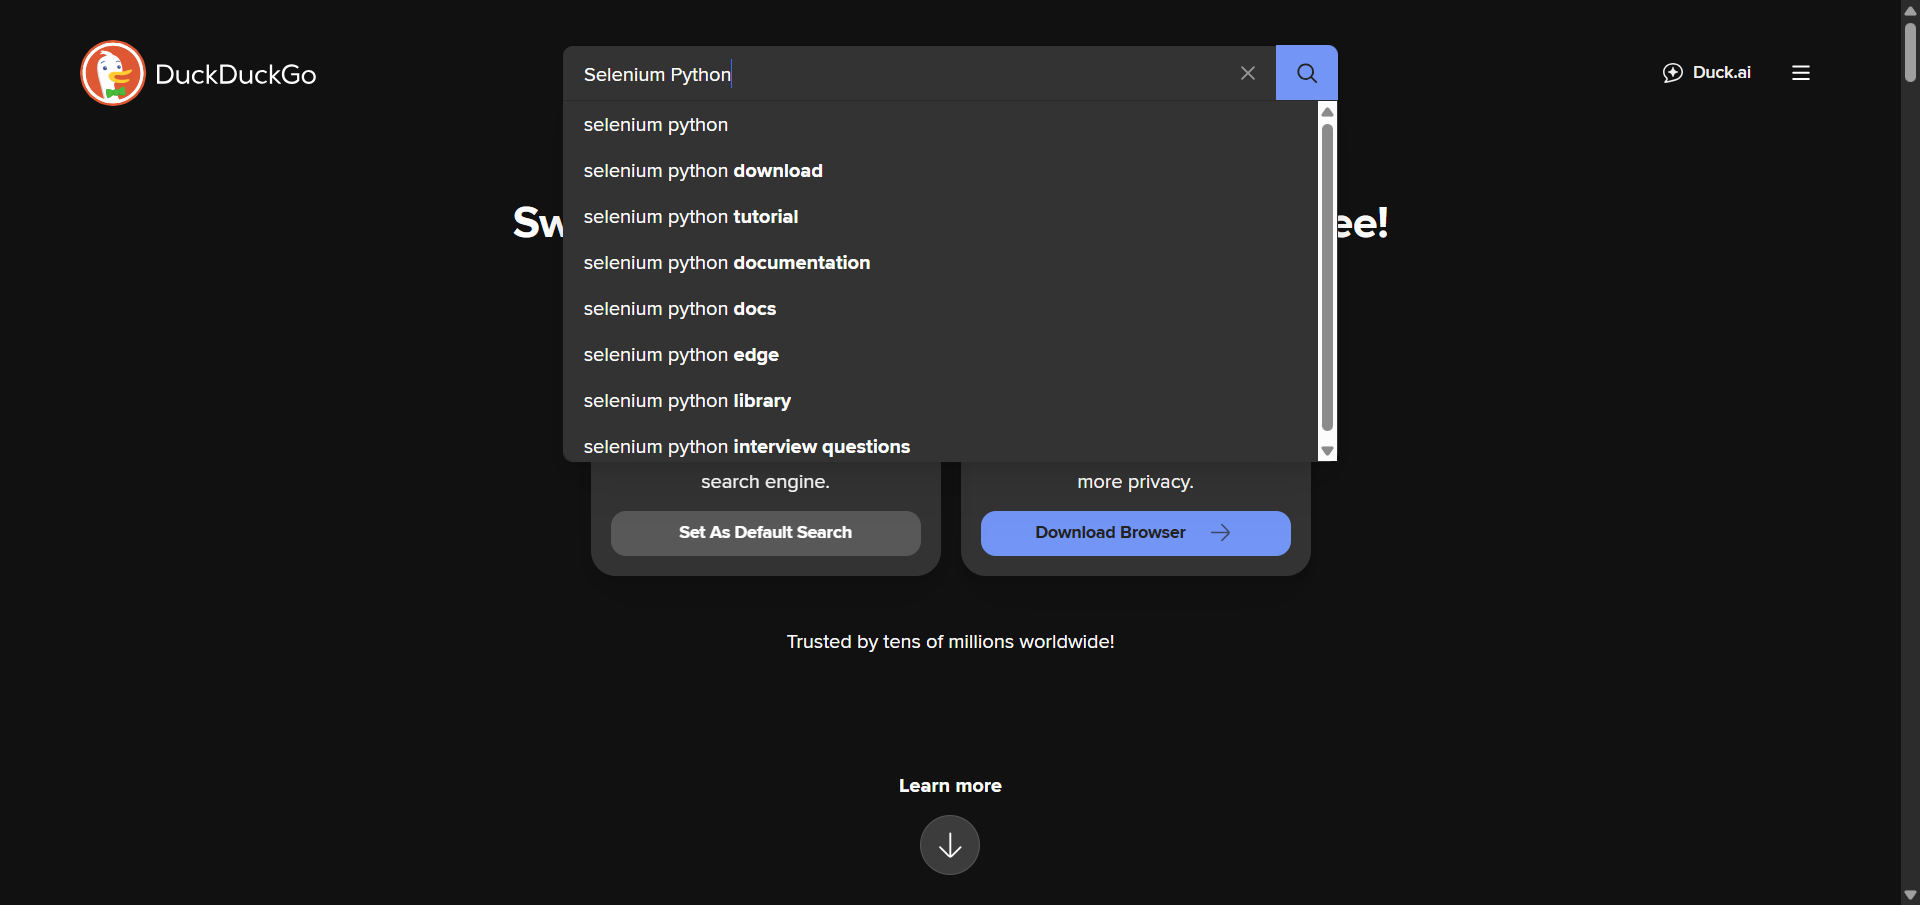 DuckDuckGo
Selenium Python
Duck.ai
selenium python
selenium python download
selenium python tutorial
selenium python documentation
selenium python docs
selenium python edge
selenium python library
selenium python interview questions
Sw
ee!
search engine.
more privacy.
Set As Default Search
Download Browser
Trusted by tens of millions worldwide!
Learn more